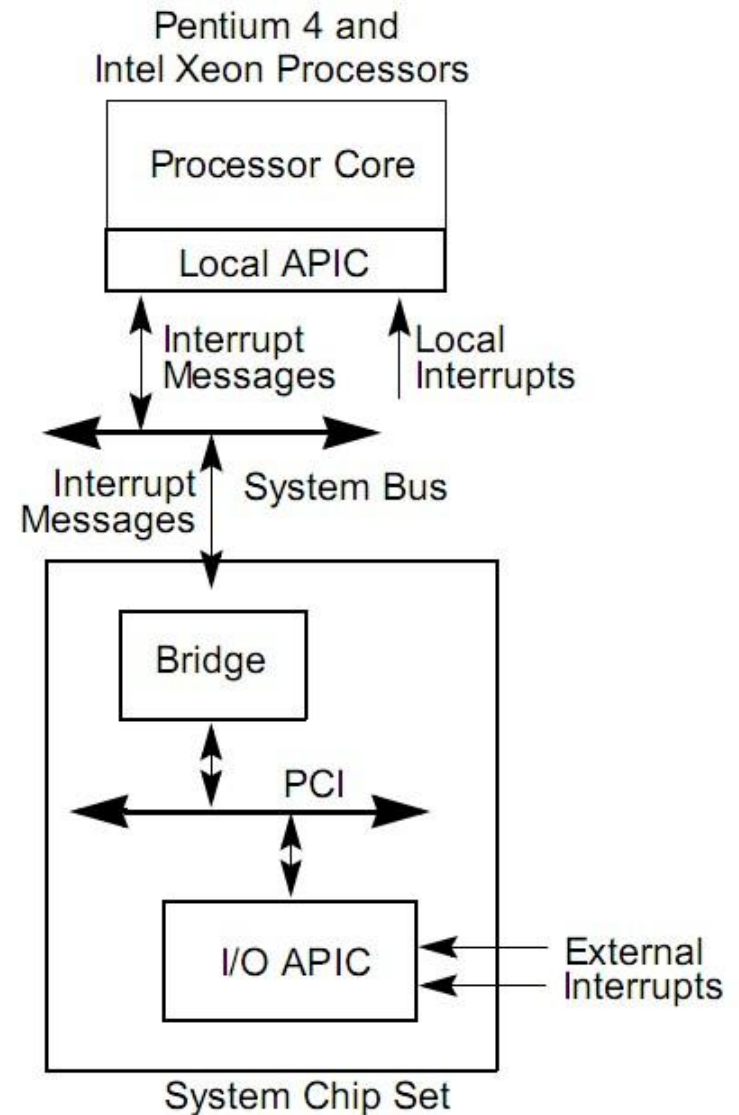 Pentium 4 and
Intel Xeon Processors
Processor Core
Local APIC
Interrupt
Messages
Local
Interrupts
Interrupt
Messages
System Bus
Bridge
PCI
I/O APIC
External
Interrupts
System Chip Set